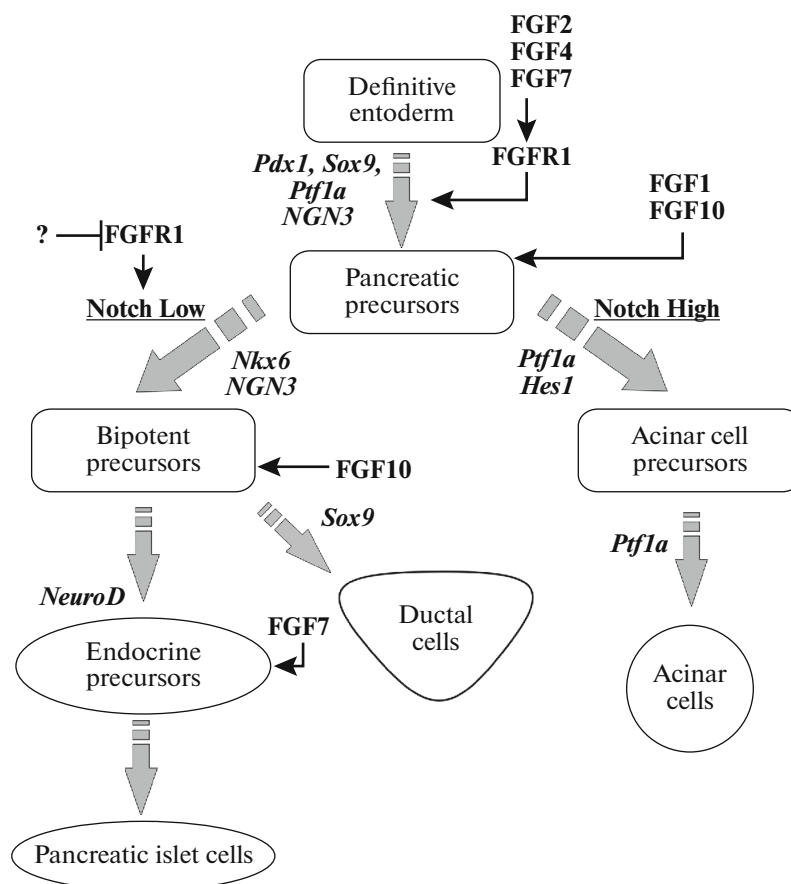 FGF2
FGF4
FGF7
Definitive
entoderm
FGFR1
Pdx1, Sox9,
Ptf1a
NGN3
FGF1
FGF10
? FGFR1
Pancreatic
precursors
Notch Low
Notch High
Nkx6
NGN3
Ptf1a
Hes1
Bipotent
precursors
FGF10
Acinar cell
precursors
Sox9
Ptf1a
NeuroD
FGF7
Ductal
cells
Endocrine
precursors
Acinar
cells
Pancreatic islet cells